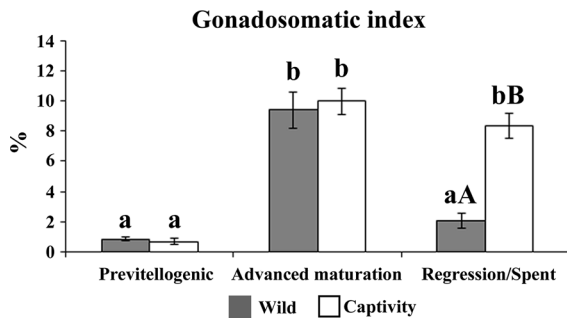 Gonadosomatic index
%
14
12
10
8
6
4
2
0
a a
b b
aA bB
Previtellogenic Advanced maturation Regression/Spent
Wild Captivity